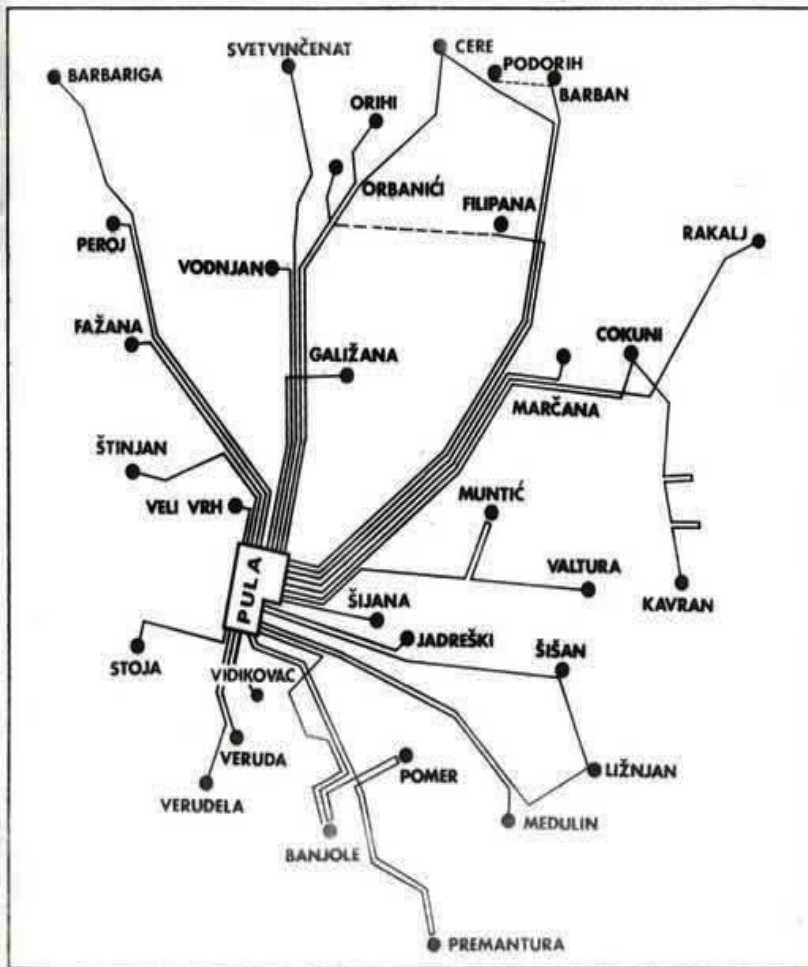 SVETVINČENAT
CERE
PODORIH
BARBARIGA
BARBAN
ORIHI
ORBANIĆI
FILIPANA
PEROJ
RAKALJ
VODNJAN
FAŽANA
COKUNI
GALIŽANA
MARČANA
ŠTINJAN
MUNTIĆ
VELI VRH
PULA
VALTURA
KAVRAN
ŠIJANA
JADREŠKI
ŠIŠAN
STOJA
VIDIKOVAC
VERUDA
POMER
LIŽNJAN
VERUDELA
MEDULIN
BANJOLE
PREMANTURA